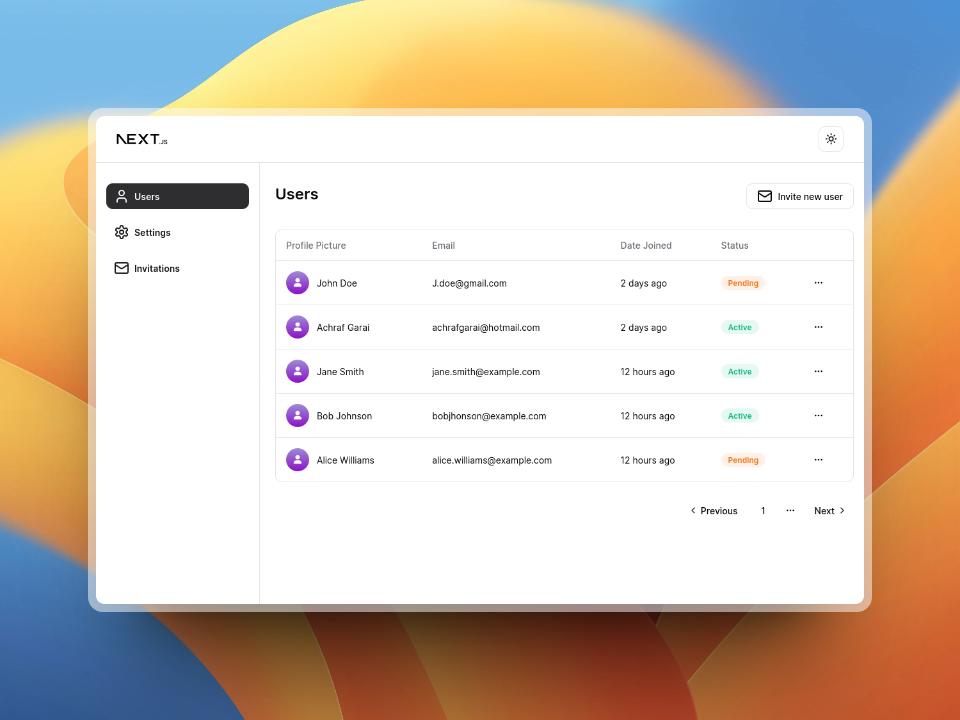 NEXT.JS
Users
Settings
Invitations
Users
Invite new user
Profile Picture Email Date Joined Status
John Doe J.doe@gmail.com 2 days ago Pending
Achraf Garai achrafgarai@hotmail.com 2 days ago Active
Jane Smith jane.smith@example.com 12 hours ago Active
Bob Johnson bobjhonson@example.com 12 hours ago Active
Alice Williams alice.williams@example.com 12 hours ago Pending
Previous 1 ... Next